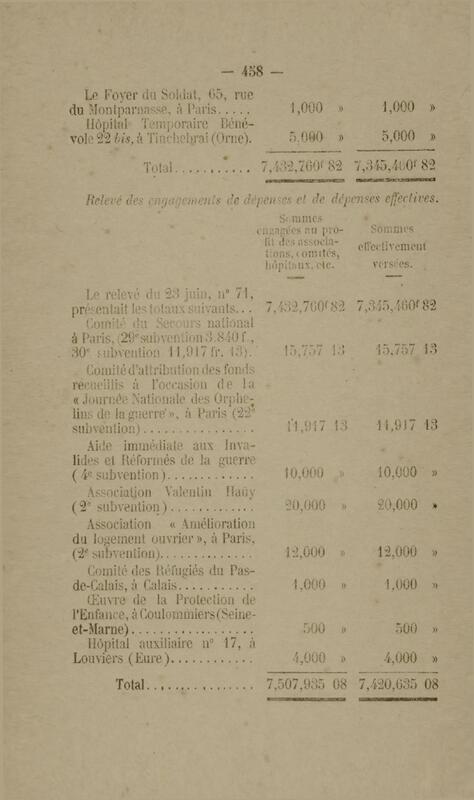 — 458 —
Le Foyer du Soldat, 65, rue
du Montparnasse, à Paris..... 1,000 » 1,000 »
Hôpital Temporaire Béné-
vole 22 bis, à Tinchebrai (Orne). 5,000 » 5,000 »
Total........... 7,432,760f 82 7,345,460f 82
Relevé des engagements de dépenses et de dépenses effectives.
Sommes
engagées au pro-
fit des associa-
tions, comités,
hôpitaux, etc.
Sommes
effectivement
versées.
Le relevé du 23 juin, n° 71,
présentait les totaux suivants... 7,432,760f 82 7,345,460f 82
Comité du Secours national
à Paris, (29e subvention 3.840 f.,
30e subvention 11,917 fr. 13). 15,757 13 15,757 13
Comité d'attribution des fonds
recueillis à l'occasion de la
« Journée Nationale des Orphe-
lins de la guerre », à Paris (22e
subvention)................ 11,917 13 11,917 13
Aide immédiate aux Inva-
lides et Réformés de la guerre
(4e subvention)............. 10,000 » 10,000 »
Association Valentin Haüy
(2e subvention)............. 20,000 » 20,000 »
Association « Amélioration
du logement ouvrier », à Paris,
(2e subvention).............. 12,000 » 12,000 »
Comité des Réfugiés du Pas-
de-Calais, à Calais........... 1,000 » 1,000 »
Œuvre de la Protection de
l'Enfance, à Coulommiers (Seine-
et-Marne).................. 500 » 500 »
Hôpital auxiliaire n° 17, à
Louviers (Eure)............ 4,000 » 4,000 »
Total................ 7,507,935 08 7,420,635 08